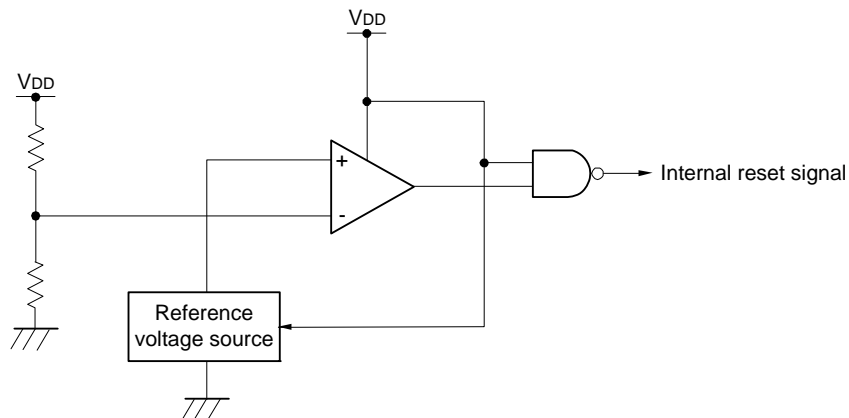 VDD
VDD
+
Internal reset signal
-
Reference
voltage source